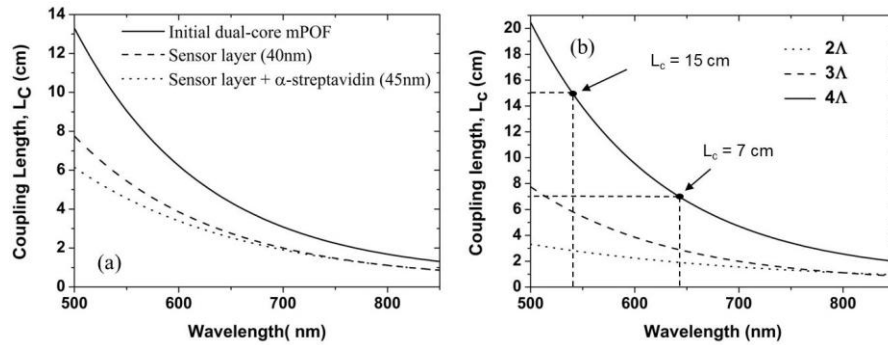 14
12
10
8
6
4
2
0
Coupling Length, L_C (cm)
Initial dual-core mPOF
Sensor layer (40nm)
Sensor layer + α-streptavidin (45nm)
(a)
500 600 700 800
Wavelength( nm)
20
18
16
14
12
10
8
6
4
2
0
Coupling length, L_C (cm)
(b)
L_c = 15 cm
L_c = 7 cm
2Λ
3Λ
4Λ
500 600 700 800
Wavelength (nm)